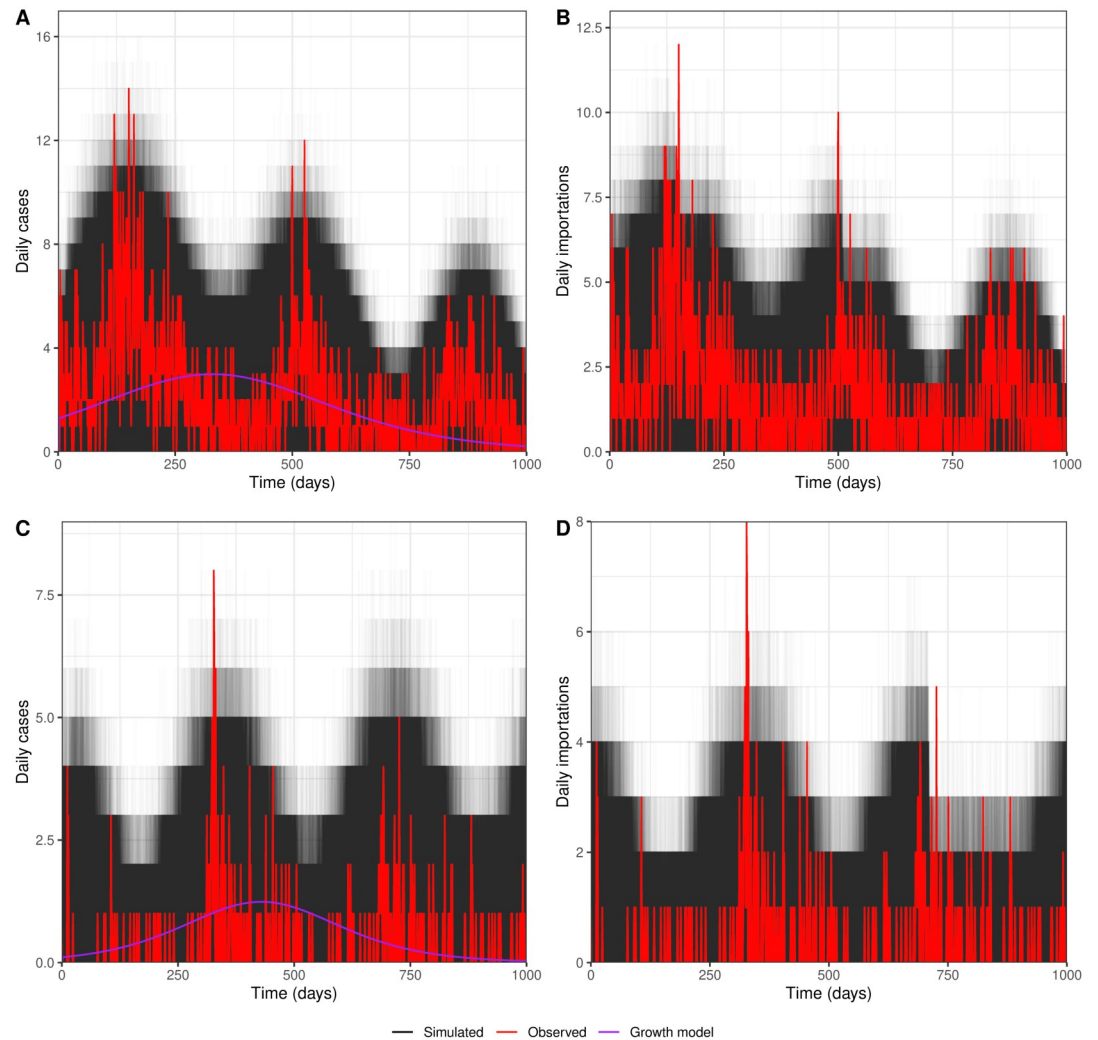 A
16
12
8
4
0
Daily cases
0 250 500 750 1000
Time (days)
B
12.5
10.0
7.5
5.0
2.5
0.0
Daily importations
0 250 500 750 1000
Time (days)
C
7.5
5.0
2.5
0.0
Daily cases
0 250 500 750 1000
Time (days)
D
8
6
4
2
0
Daily importations
0 250 500 750 1000
Time (days)
Simulated Observed Growth model